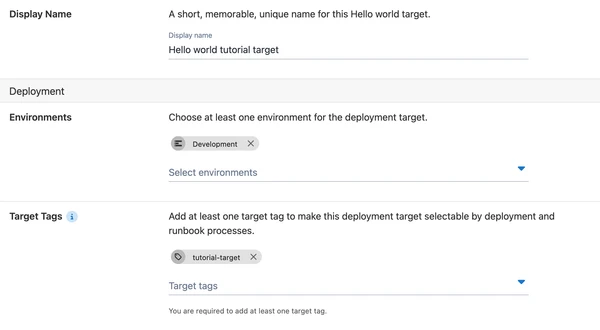 Display Name
A short, memorable, unique name for this Hello world target.
Display name
Hello world tutorial target
Deployment
Environments
Choose at least one environment for the deployment target.
Development
Select environments
Target Tags
Add at least one target tag to make this deployment target selectable by deployment and
runbook processes.
tutorial-target
Target tags
You are required to add at least one target tag.